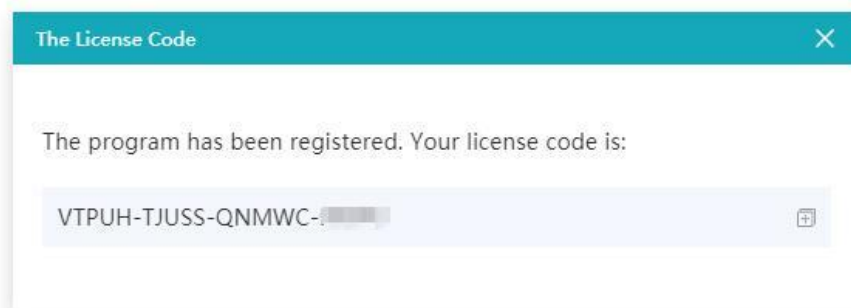 The License Code
The program has been registered. Your license code is:
VTPUH-TJUSS-QNMWC-